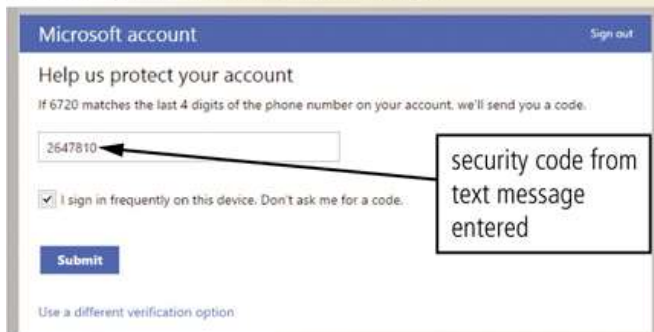 Microsoft account
Sign out
Help us protect your account
If 6720 matches the last 4 digits of the phone number on your account, we'll send you a code.
2647810
I sign in frequently on this device. Don't ask me for a code.
Submit
Use a different verification option
security code from
text message
entered